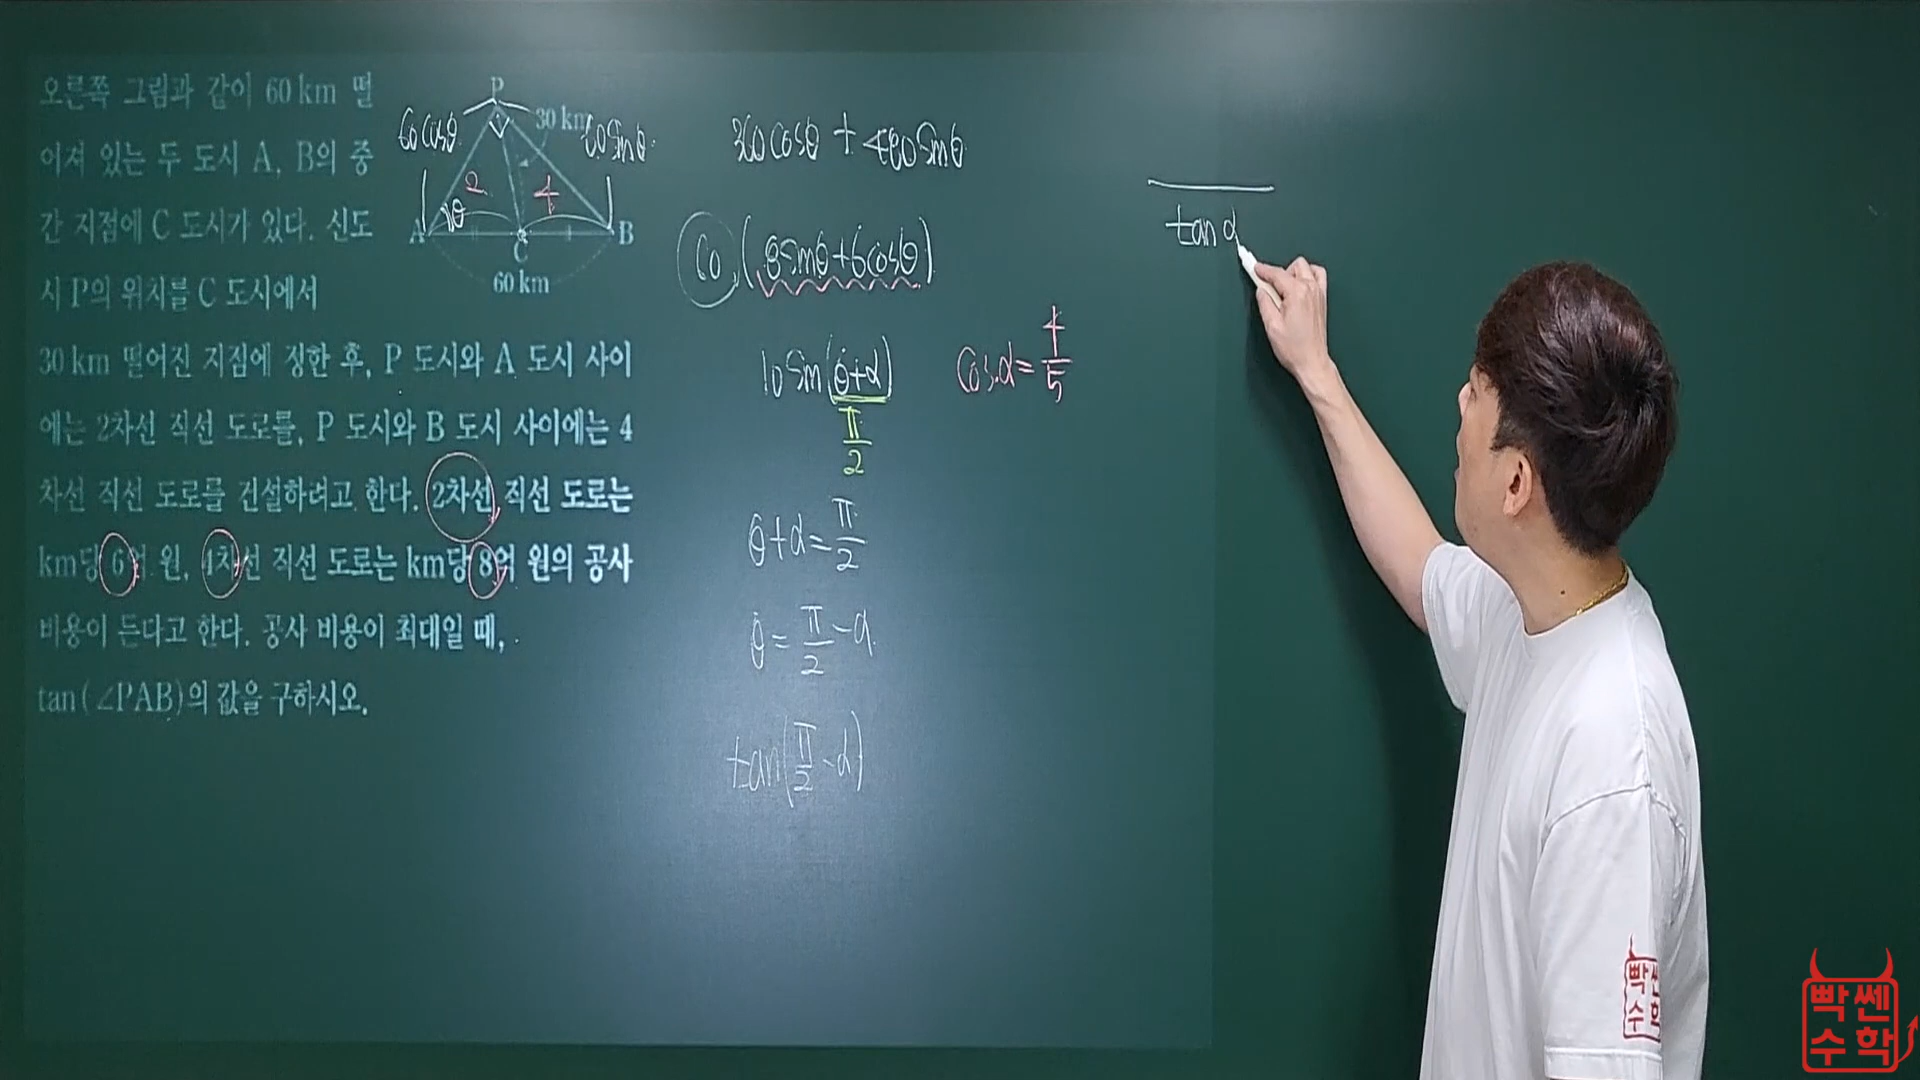 오른쪽 그림과 같이 60 km 떨
어져 있는 두 도시 A, B의 중
간 지점에 C 도시가 있다. 신도
시 P의 위치를 C 도시에서
30 km 떨어진 지점에 정한 후, P 도시와 A 도시 사이
에는 2차선 직선 도로를, P 도시와 B 도시 사이에는 4
차선 직선 도로를 건설하려고 한다. 2차선 직선 도로는
km당 6억 원, 4차선 직선 도로는 km당 8억 원의 공사
비용이 든다고 한다. 공사 비용이 최대일 때,
tan(∠PAB)의 값을 구하시오.
P
60cosθ
30 km
60sinθ
2
4
θ
A
C
B
60 km
360cosθ + 480sinθ
60(8sinθ+6cosθ)
10sin(θ+α)
π/2
cosα=4/5
θ+α=π/2
θ=π/2-α
tan(π/2-α)
tanα
빡쎈
수학
빡쎈
수학